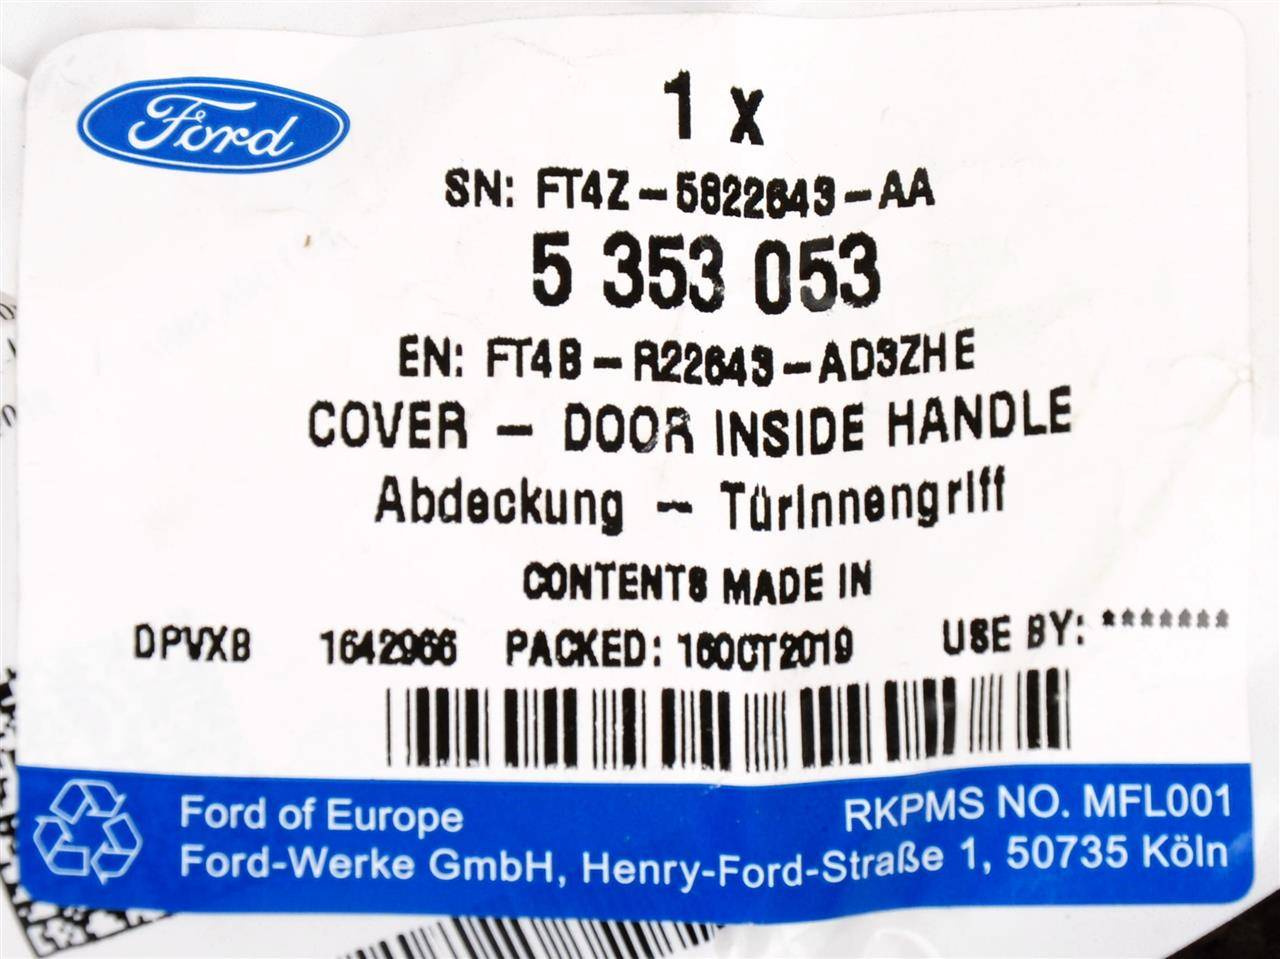 Ford
1 x
SN: FT4Z-5822643-AA
5 353 053
EN: FT4B-R22643-AD3ZHE
COVER - DOOR INSIDE HANDLE
Abdeckung - Türinnengriff
CONTENTS MADE IN
DPVXB 1642966 PACKED: 16OCT2019 USE BY: *******
Ford of Europe RKPMS NO. MFL001
Ford-Werke GmbH, Henry-Ford-Straße 1, 50735 Köln